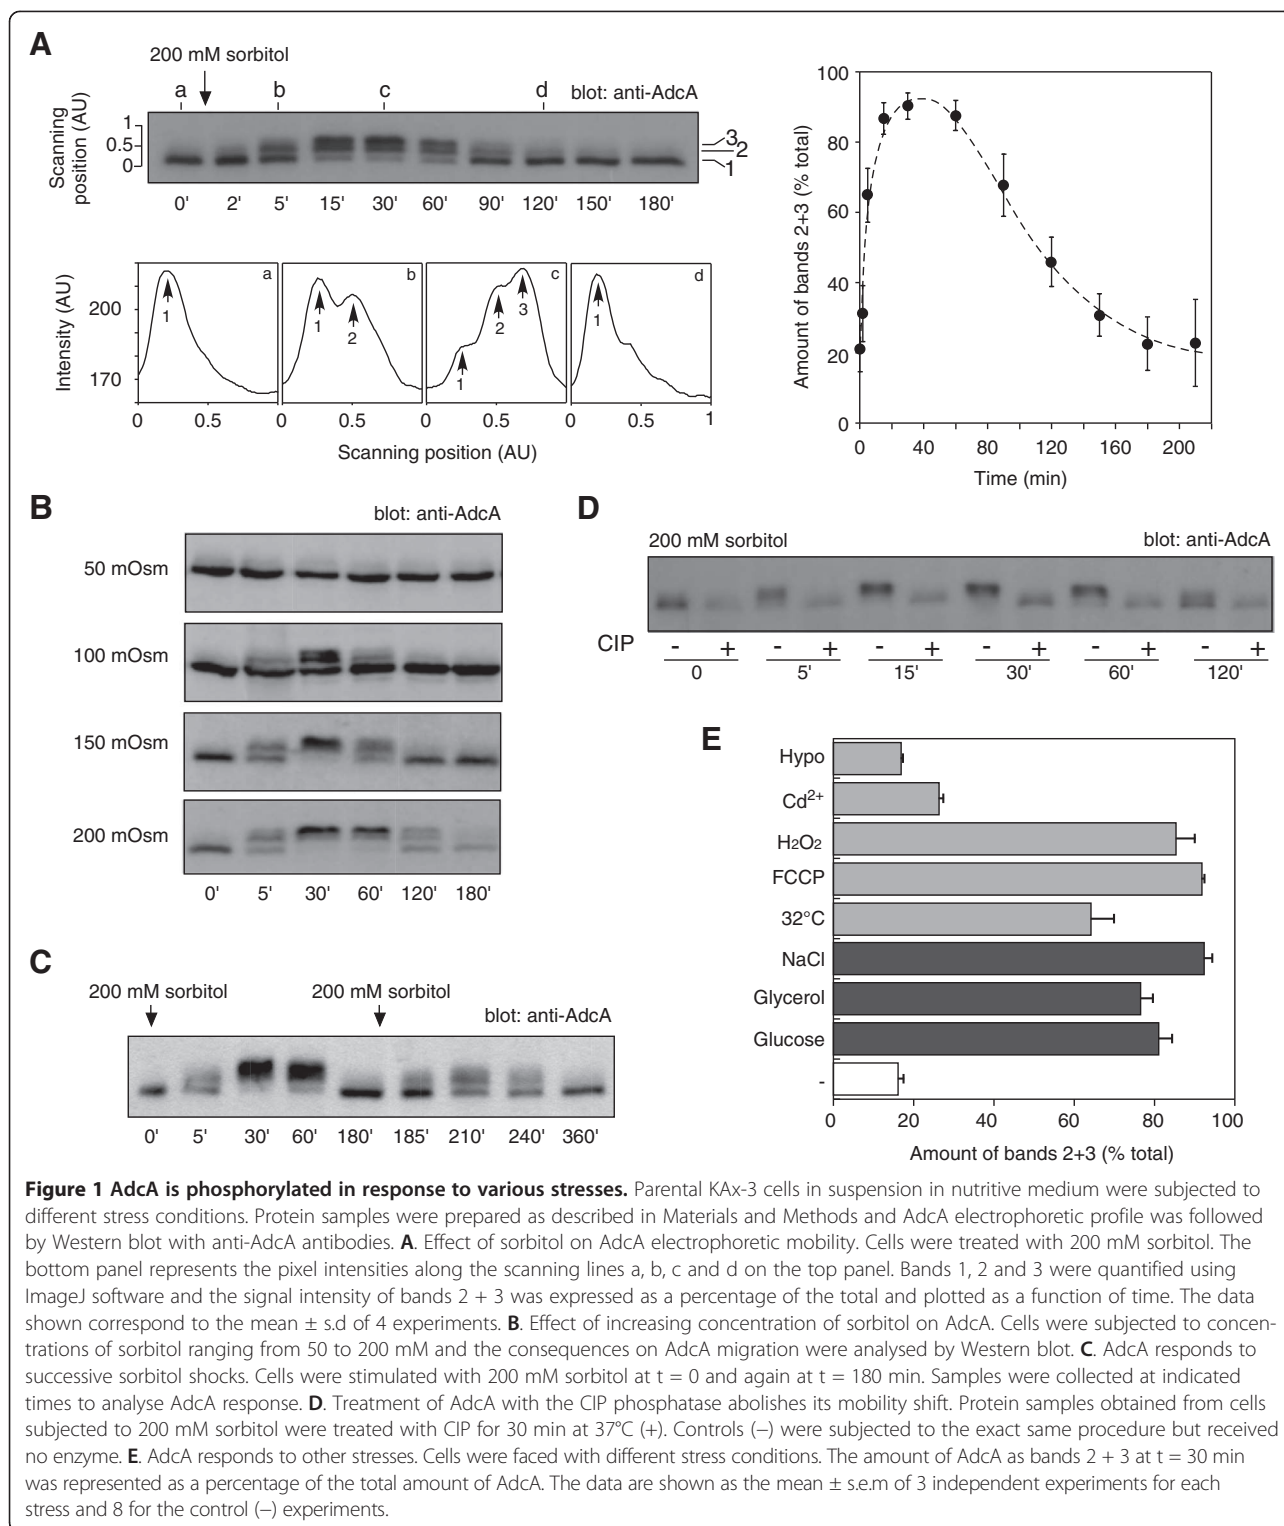 A
200 mM sorbitol
a b c d blot: anti-AdcA
Scanning position (AU)
1
0.5
0
3
2
1
0' 2' 5' 15' 30' 60' 90' 120' 150' 180'
Intensity (AU)
200
170
a
1
b
1
2
c
1
2
3
d
1
0 0.5 0 0.5 0 0.5 0 0.5 1
Scanning position (AU)
Amount of bands 2+3 (% total)
100
80
60
40
20
0
0 40 80 120 160 200
Time (min)
B
blot: anti-AdcA
50 mOsm
100 mOsm
150 mOsm
200 mOsm
0' 5' 30' 60' 120' 180'
C
200 mM sorbitol 200 mM sorbitol
blot: anti-AdcA
0' 5' 30' 60' 180' 185' 210' 240' 360'
D
200 mM sorbitol blot: anti-AdcA
CIP - + - + - + - + - + - +
0 5' 15' 30' 60' 120'
E
Hypo
Cd2+
H2O2
FCCP
32°C
NaCl
Glycerol
Glucose
-
0 20 40 60 80 100
Amount of bands 2+3 (% total)
Figure 1 AdcA is phosphorylated in response to various stresses. Parental KAx-3 cells in suspension in nutritive medium were subjected to
different stress conditions. Protein samples were prepared as described in Materials and Methods and AdcA electrophoretic profile was followed
by Western blot with anti-AdcA antibodies. A. Effect of sorbitol on AdcA electrophoretic mobility. Cells were treated with 200 mM sorbitol. The
bottom panel represents the pixel intensities along the scanning lines a, b, c and d on the top panel. Bands 1, 2 and 3 were quantified using
ImageJ software and the signal intensity of bands 2 + 3 was expressed as a percentage of the total and plotted as a function of time. The data
shown correspond to the mean ± s.d of 4 experiments. B. Effect of increasing concentration of sorbitol on AdcA. Cells were subjected to concen-
trations of sorbitol ranging from 50 to 200 mM and the consequences on AdcA migration were analysed by Western blot. C. AdcA responds to
successive sorbitol shocks. Cells were stimulated with 200 mM sorbitol at t = 0 and again at t = 180 min. Samples were collected at indicated
times to analyse AdcA response. D. Treatment of AdcA with the CIP phosphatase abolishes its mobility shift. Protein samples obtained from cells
subjected to 200 mM sorbitol were treated with CIP for 30 min at 37°C (+). Controls (−) were subjected to the exact same procedure but received
no enzyme. E. AdcA responds to other stresses. Cells were faced with different stress conditions. The amount of AdcA as bands 2 + 3 at t = 30 min
was represented as a percentage of the total amount of AdcA. The data are shown as the mean ± s.e.m of 3 independent experiments for each
stress and 8 for the control (−) experiments.